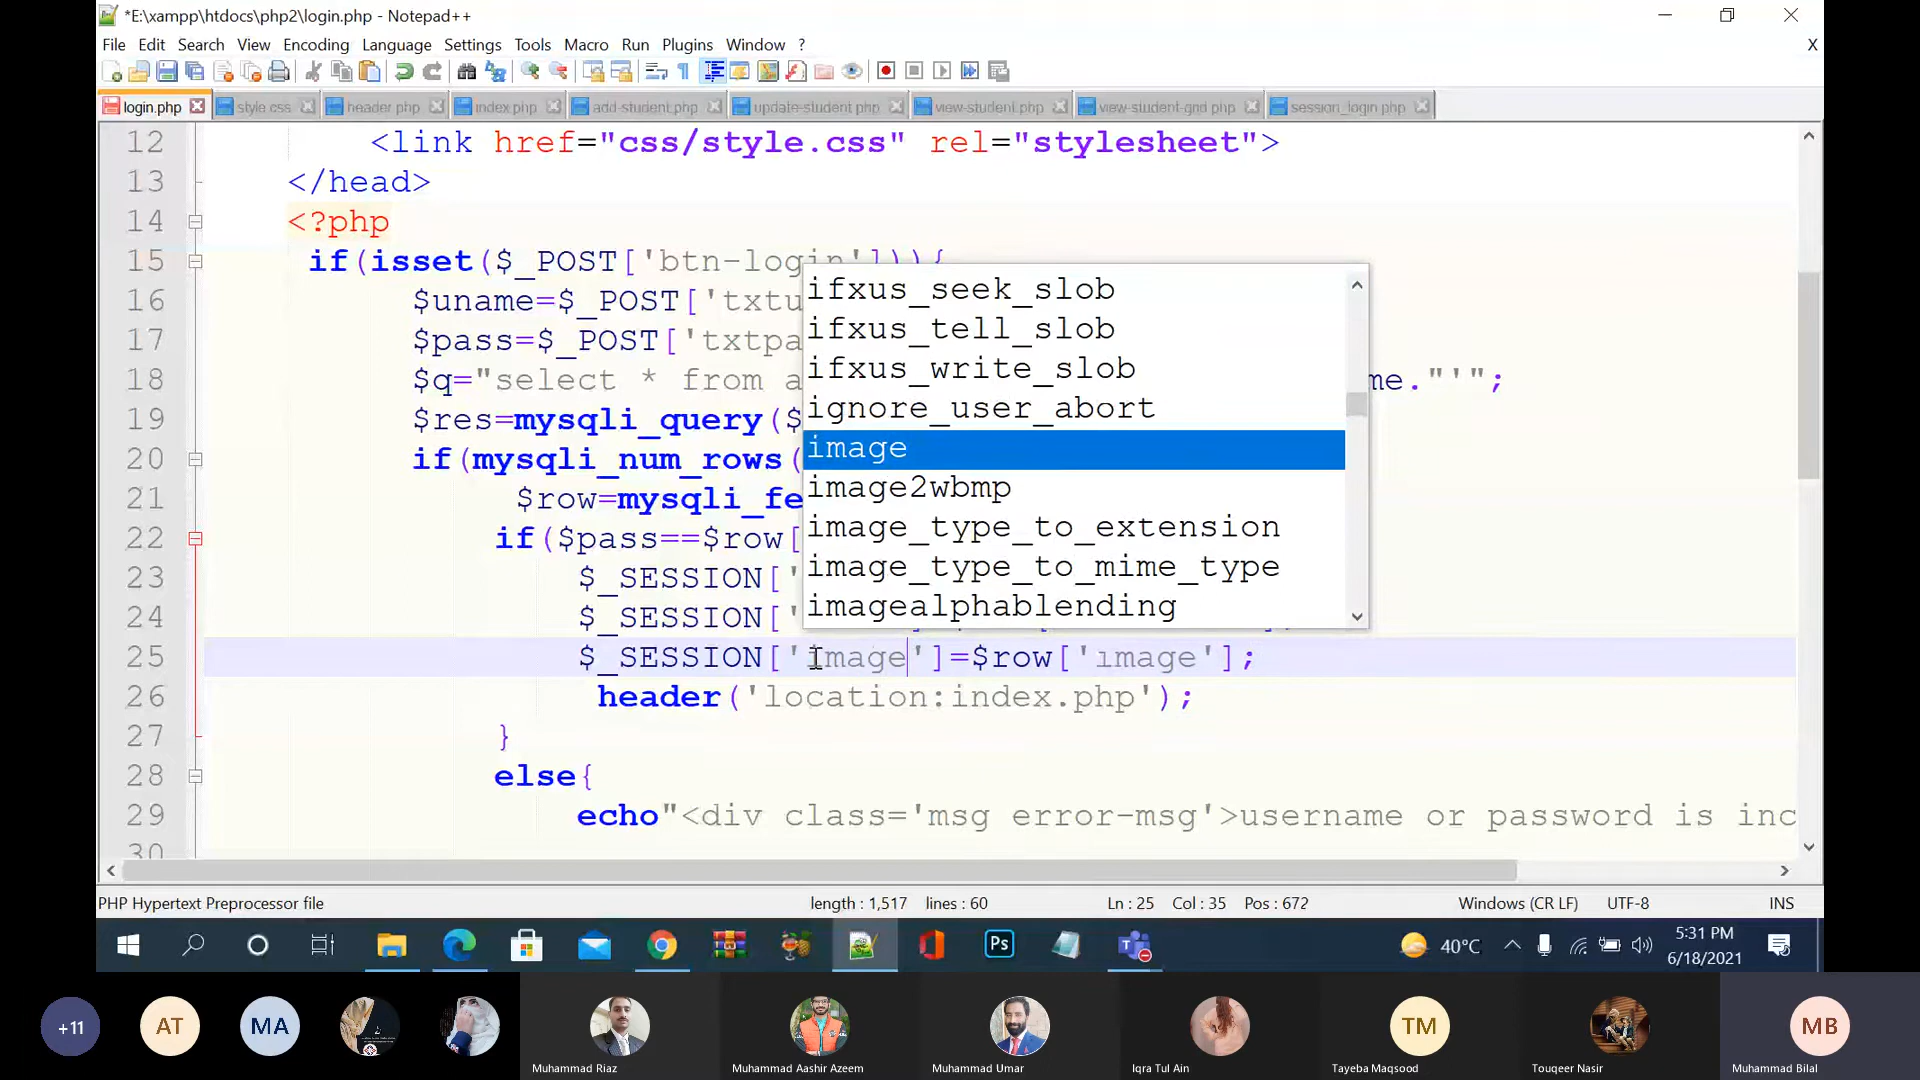 *E:\xampp\htdocs\php2\login.php - Notepad++
File Edit Search View Encoding Language Settings Tools Macro Run Plugins Window ? X
login.php style.css header.php index.php add-student.php update-student.php view-student.php view-student-grid.php session_login.php
12 <link href="css/style.css" rel="stylesheet">
13 </head>
14 <?php
15 if(isset($_POST['btn-login'])){
16 $uname=$_POST['txtu
17 $pass=$_POST['txtpa
18 $q="select * from a me."'";
19 $res=mysqli_query($
20 if(mysqli_num_rows(
21 $row=mysqli_fe
22 if($pass==$row[
23 $_SESSION['
24 $_SESSION['
25 $_SESSION['image']=$row['image'];
26 header('location:index.php');
27 }
28 else{
29 echo"<div class='msg error-msg'>username or password is inc
30
ifxus_seek_slob
ifxus_tell_slob
ifxus_write_slob
ignore_user_abort
image
image2wbmp
image_type_to_extension
image_type_to_mime_type
imagealphablending
PHP Hypertext Preprocessor file length : 1,517 lines : 60 Ln : 25 Col : 35 Pos : 672 Windows (CR LF) UTF-8 INS
Ps 40°C 5:31 PM
6/18/2021
+11 AT MA TM MB
Muhammad Riaz Muhammad Aashir Azeem Muhammad Umar Iqra Tul Ain Tayeba Maqsood Touqeer Nasir Muhammad Bilal